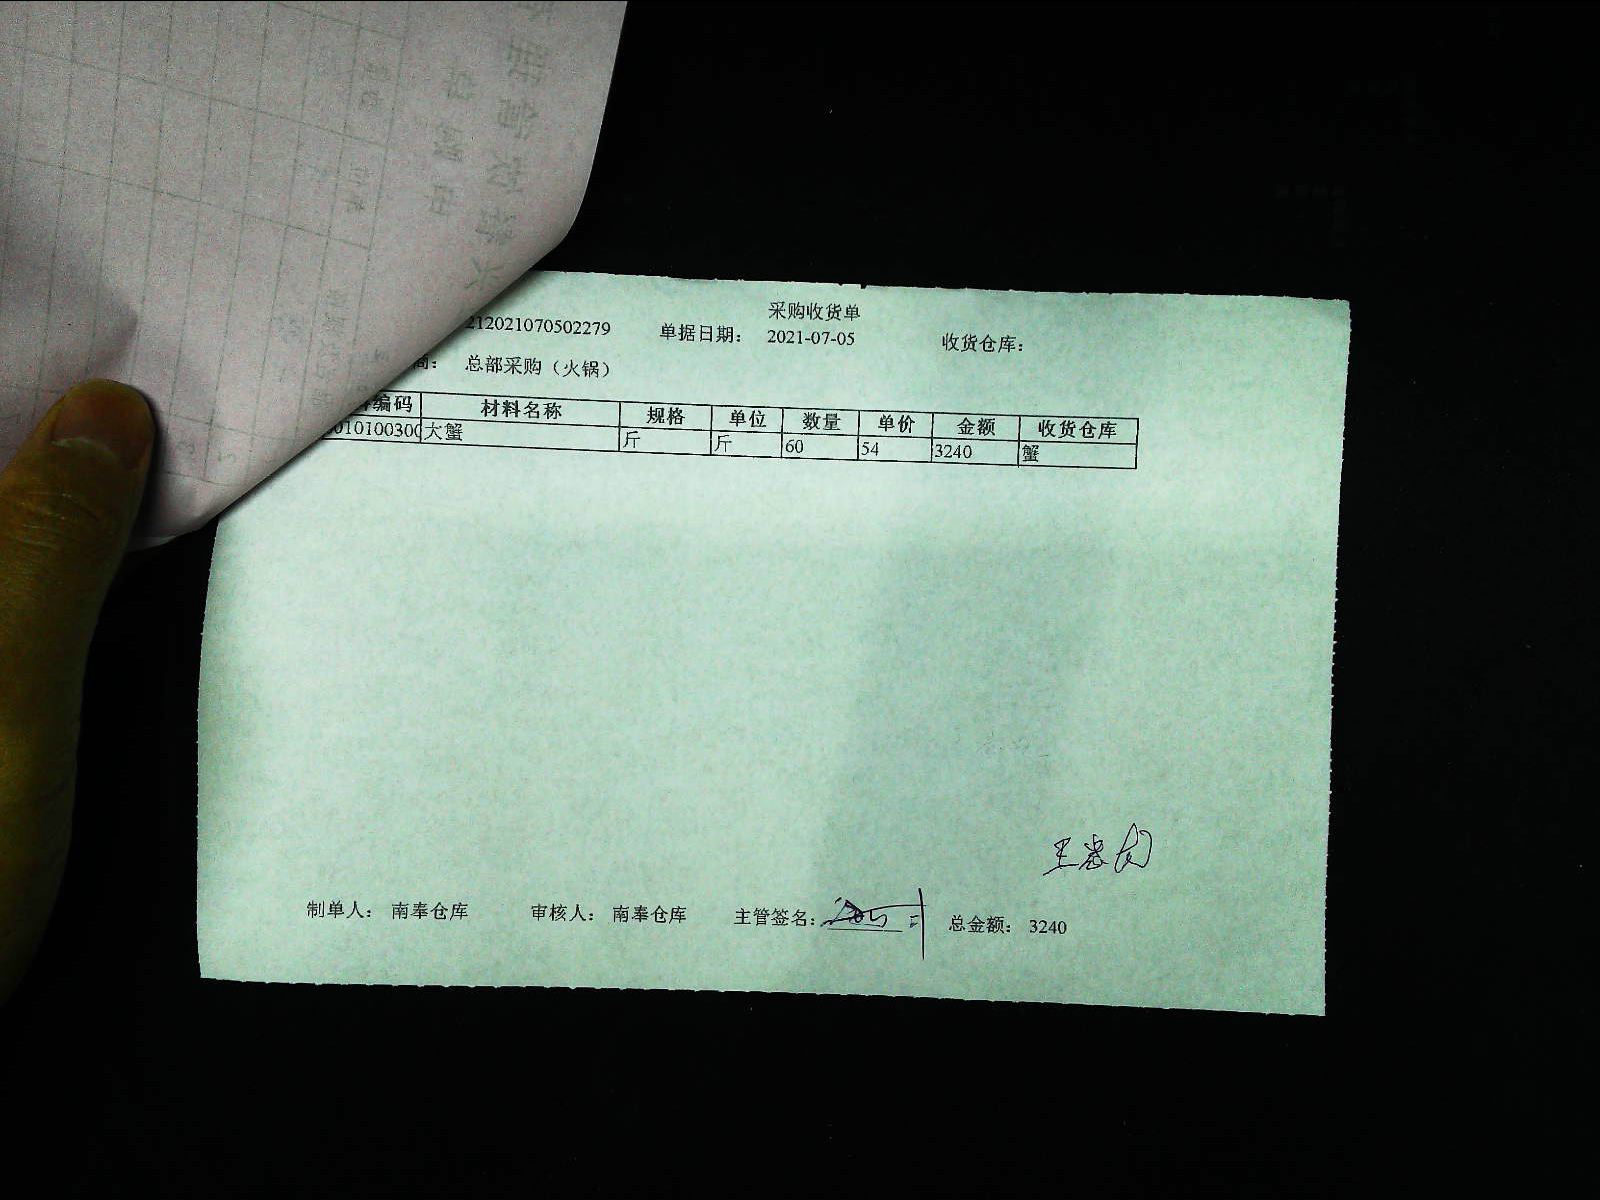 采购收货单
212021070502279 单据日期： 2021-07-05 收货仓库：
商： 总部采购（火锅）
编码 材料名称 规格 单位 数量 单价 金额 收货仓库
010100300 大蟹 斤 斤 60 54 3240 蟹
制单人： 南奉仓库 审核人： 南奉仓库 主管签名： 总金额： 3240